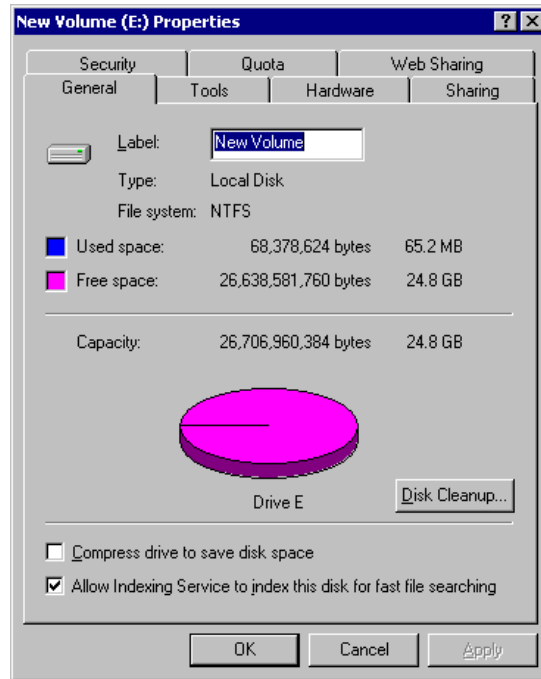 New Volume (E:) Properties
Security Quota Web Sharing
General Tools Hardware Sharing
Label: New Volume
Type: Local Disk
File system: NTFS
Used space: 68,378,624 bytes 65.2 MB
Free space: 26,638,581,760 bytes 24.8 GB
Capacity: 26,706,960,384 bytes 24.8 GB
Drive E
Disk Cleanup...
Compress drive to save disk space
Allow Indexing Service to index this disk for fast file searching
OK Cancel Apply